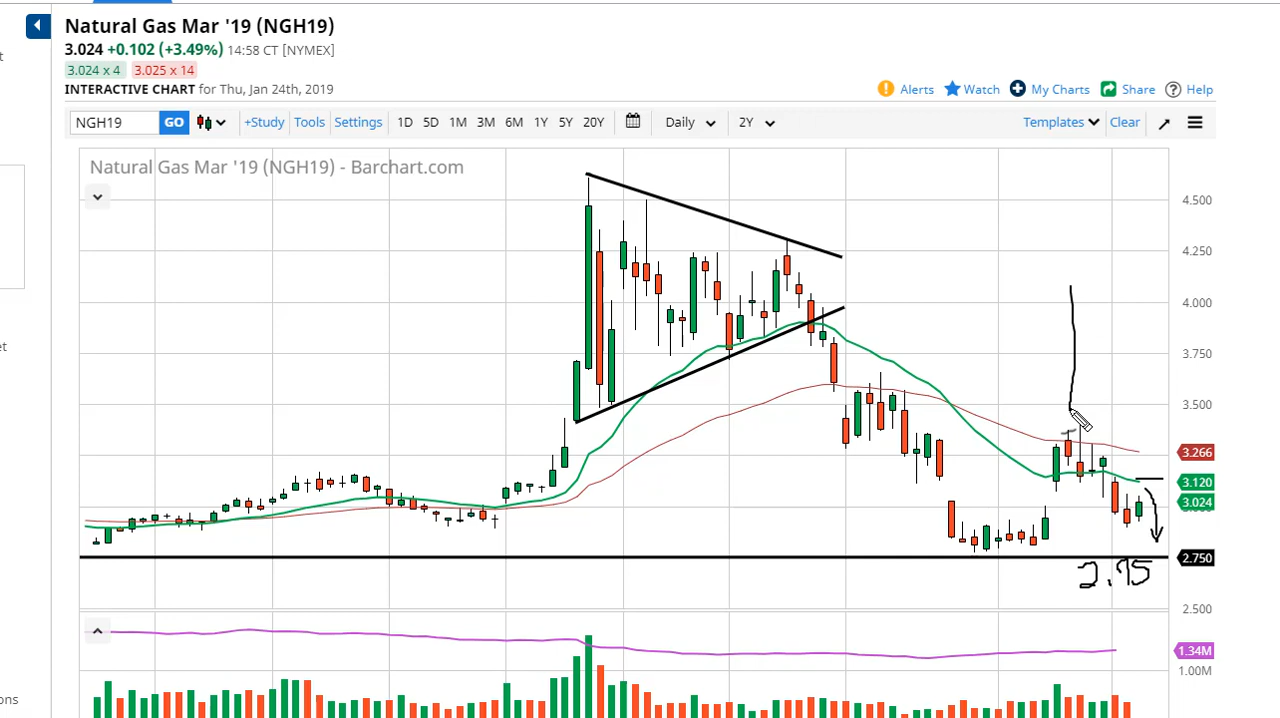 Natural Gas Mar '19 (NGH19)
3.024 +0.102 (+3.49%) 14:58 CT [NYMEX]
3.024 x 4 3.025 x 14
INTERACTIVE CHART for Thu, Jan 24th, 2019
Alerts Watch My Charts Share Help
NGH19 GO +Study Tools Settings 1D 5D 1M 3M 6M 1Y 5Y 20Y Daily 2Y Templates Clear
Natural Gas Mar '19 (NGH19) - Barchart.com
4.500
4.250
4.000
3.750
3.500
3.266
3.120
3.024
2.750
2.75
2.500
1.34M
1.00M